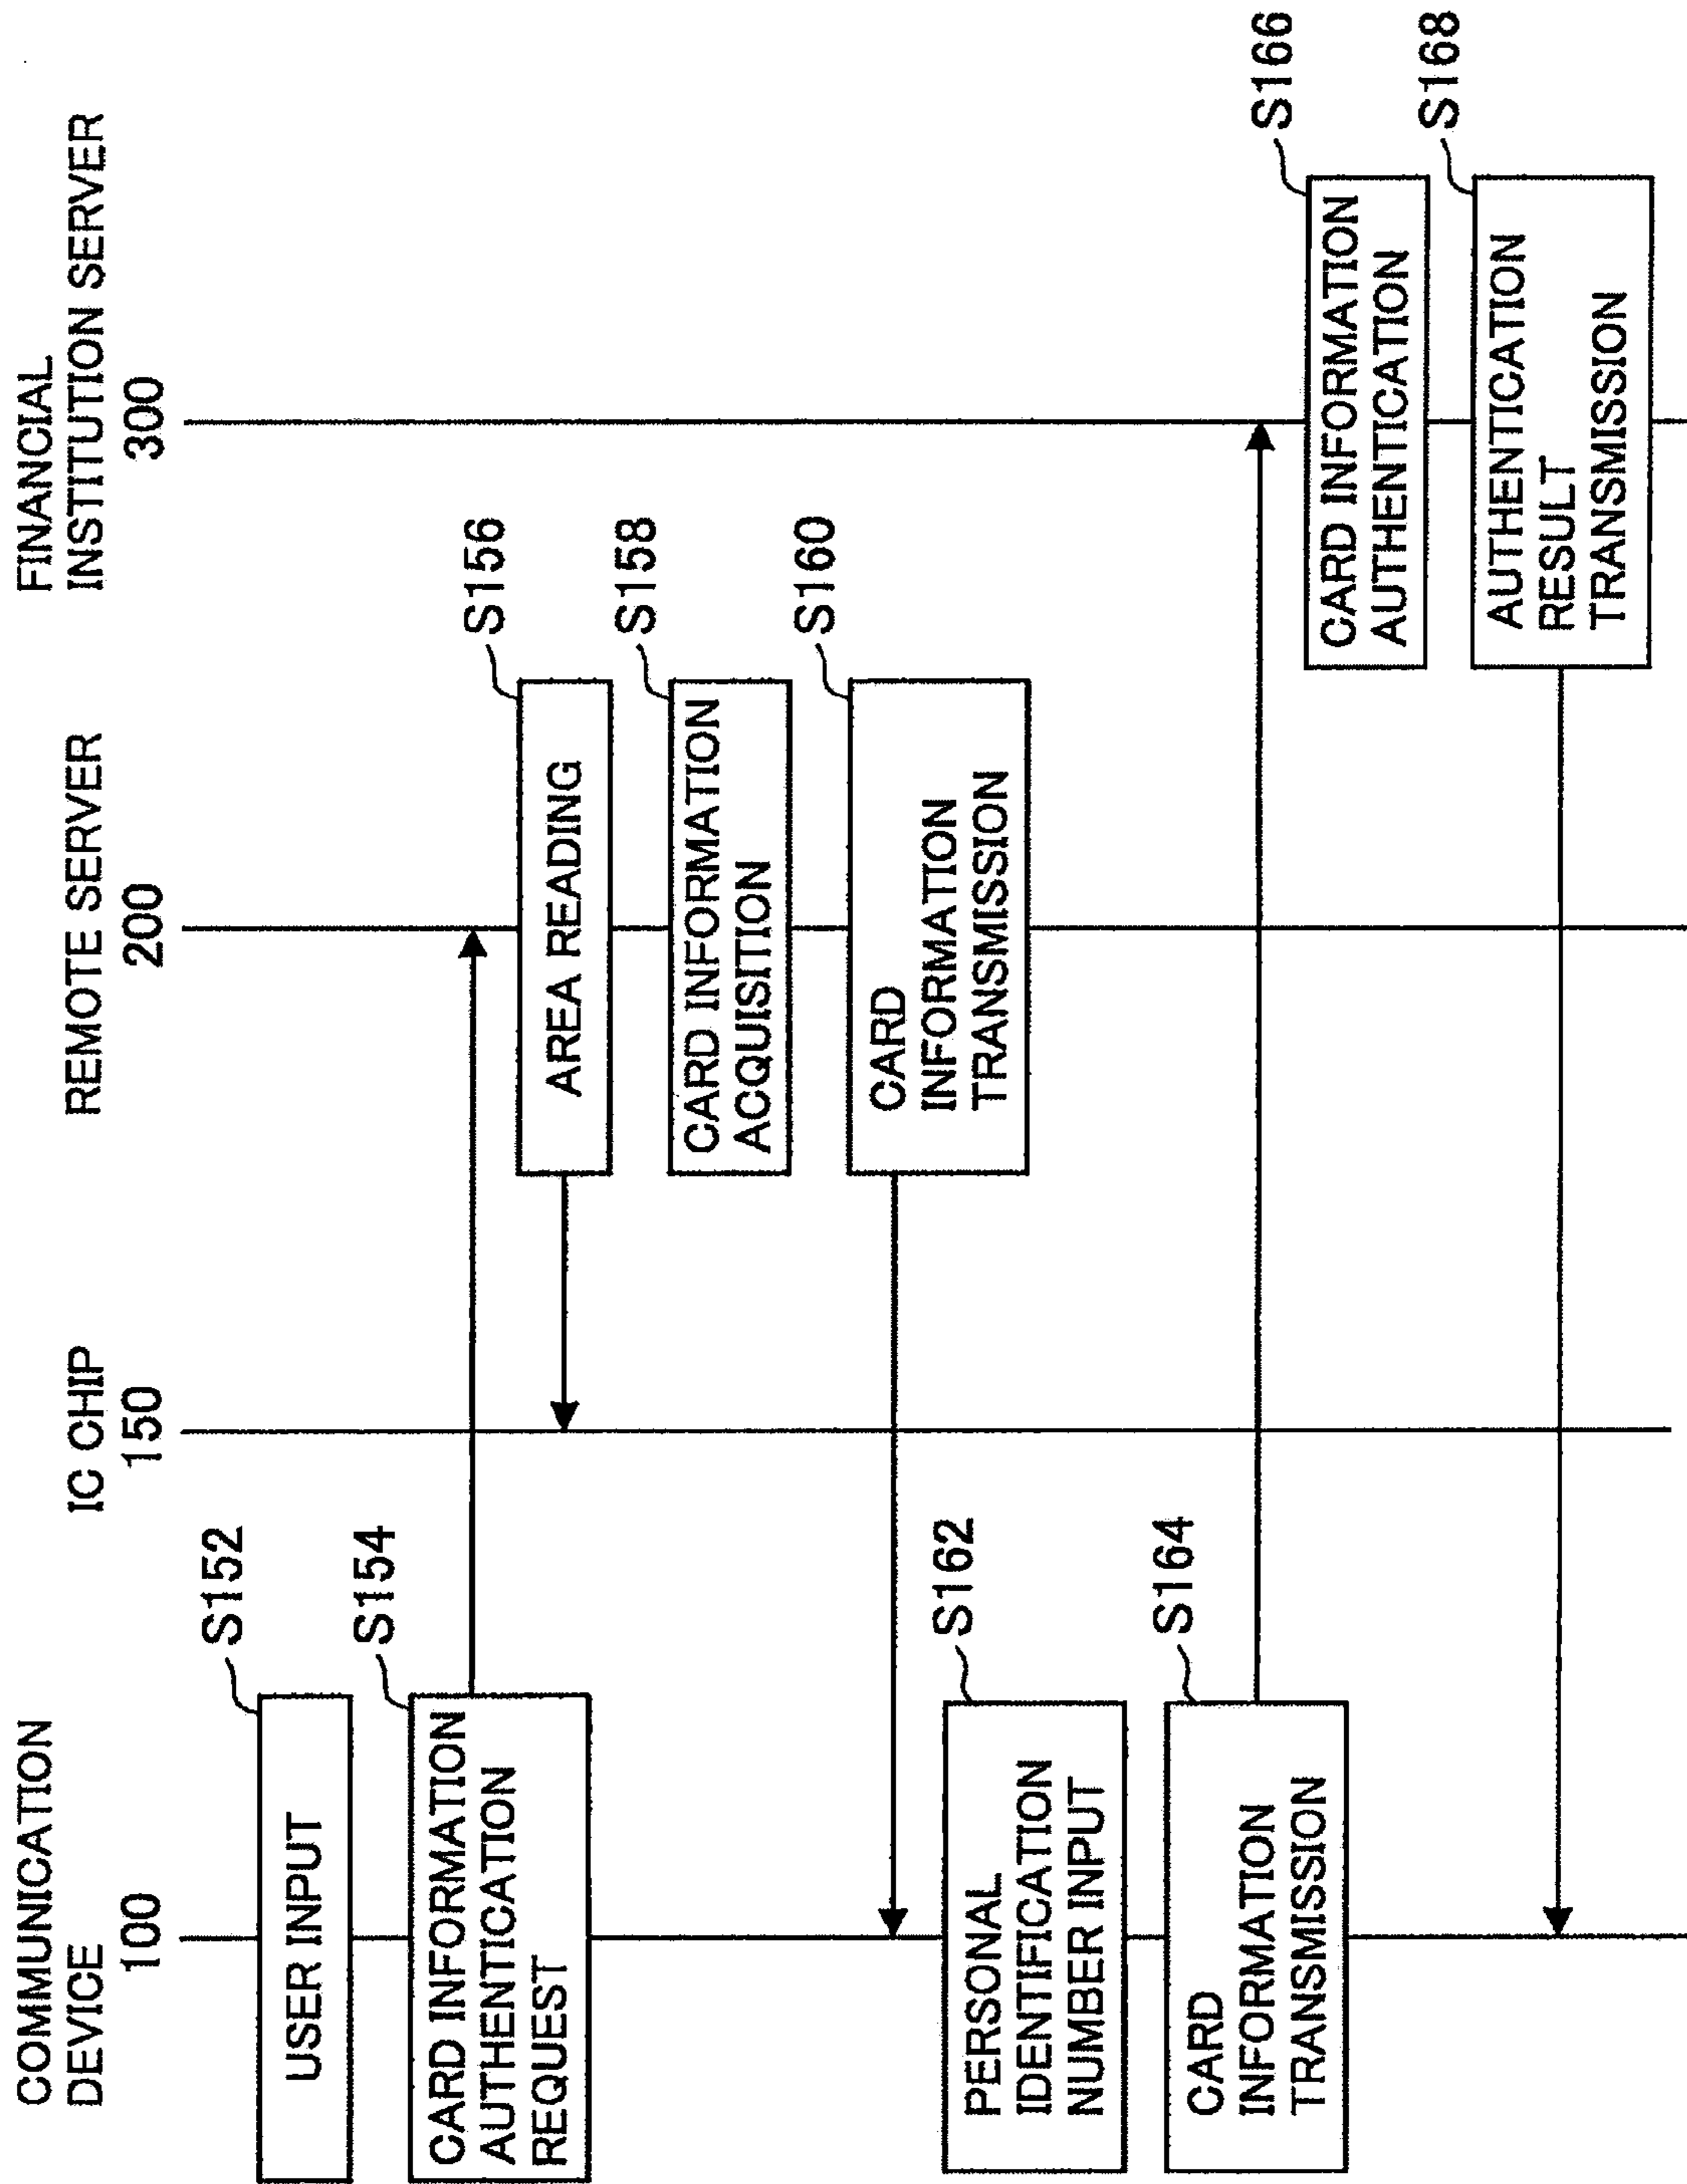 COMMUNICATION
DEVICE
100
IC CHIP
150
REMOTE SERVER
200
FINANCIAL
INSTITUTION SERVER
300
S152
USER INPUT
S154
CARD INFORMATION
AUTHENTICATION
REQUEST
S156
AREA READING
S158
CARD INFORMATION
ACQUISITION
S160
CARD
INFORMATION
TRANSMISSION
S162
PERSONAL
IDENTIFICATION
NUMBER INPUT
S164
CARD
INFORMATION
TRANSMISSION
S166
CARD INFORMATION
AUTHENTICATION
S168
AUTHENTICATION
RESULT
TRANSMISSION